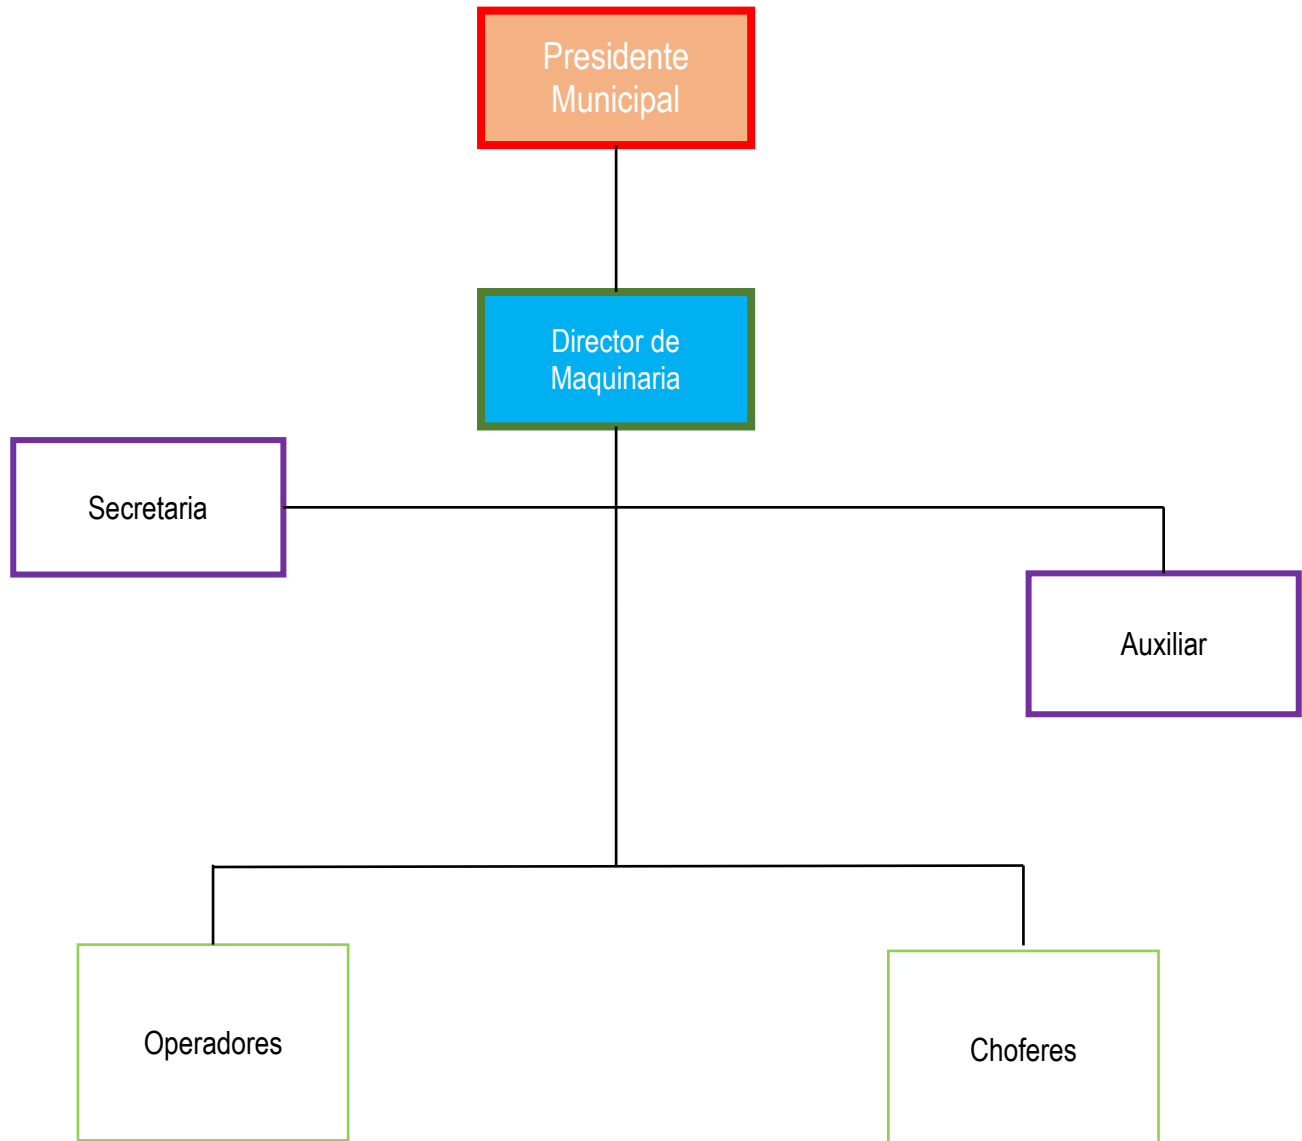 Presidente
Municipal
Director de
Maquinaria
Secretaria
Auxiliar
Operadores
Choferes